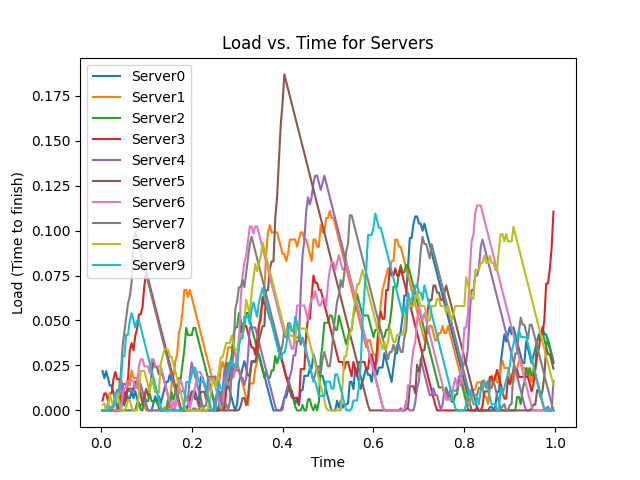 Load vs. Time for Servers
Load (Time to finish)
0.175
0.150
0.125
0.100
0.075
0.050
0.025
0.000
Server0
Server1
Server2
Server3
Server4
Server5
Server6
Server7
Server8
Server9
0.0 0.2 0.4 0.6 0.8 1.0
Time